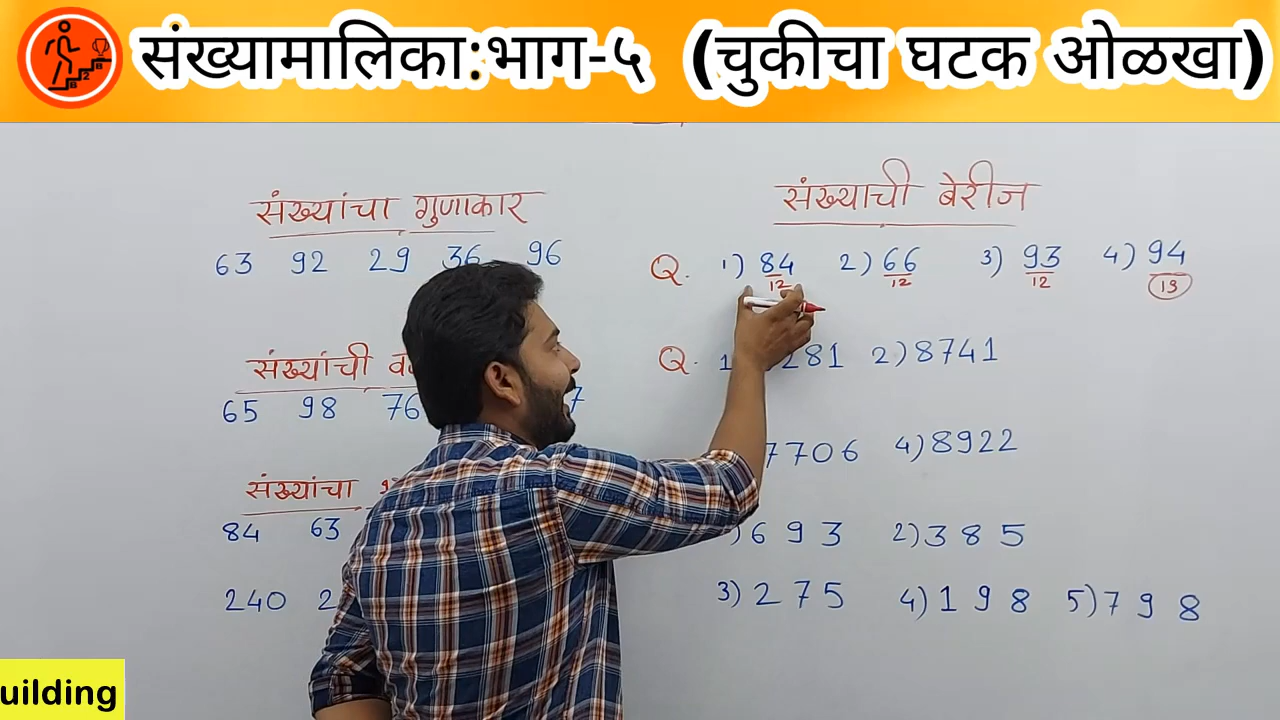 संख्यामालिका:भाग-५ (चुकीचा घटक ओळखा)
संख्यांचा गुणाकार
63 92 29 36 96
संख्यांची
65 98 76
संख्यांचा
84 63
240
संख्याची बेरीज
Q. 1) 84 2) 66 3) 93 4) 94
12 12 12 13
Q. 281 2) 8741
7706 4) 8922
693 2) 385
3) 275 4) 198 5) 798
uilding